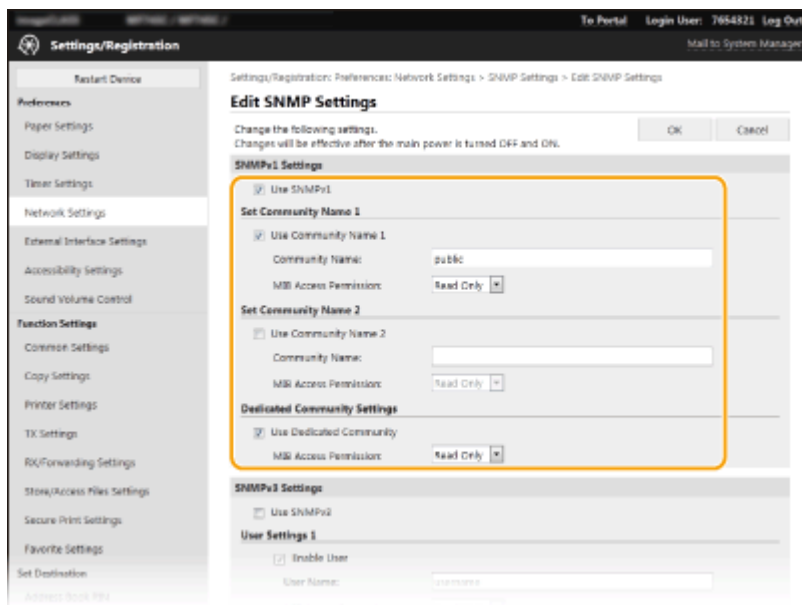 To Portal Login User: 7654321 Log Out
Settings/Registration
Mail to System Manager
Restart Device
Preferences
Paper Settings
Display Settings
Timer Settings
Network Settings
External Interface Settings
Accessibility Settings
Sound Volume Control
Function Settings
Common Settings
Copy Settings
Printer Settings
TX Settings
RX/Forwarding Settings
Store/Access Files Settings
Secure Print Settings
Favorite Settings
Set Destination
Address Book PIN
Settings/Registration: Preferences: Network Settings > SNMP Settings > Edit SNMP Settings
Edit SNMP Settings
Change the following settings.
Changes will be effective after the main power is turned OFF and ON.
OK Cancel
SNMPv1 Settings
Use SNMPv1
Set Community Name 1
Use Community Name 1
Community Name: public
MIB Access Permission: Read Only
Set Community Name 2
Use Community Name 2
Community Name:
MIB Access Permission: Read Only
Dedicated Community Settings
Use Dedicated Community
MIB Access Permission: Read Only
SNMPv3 Settings
Use SNMPv3
User Settings 1
Enable User
User Name: username